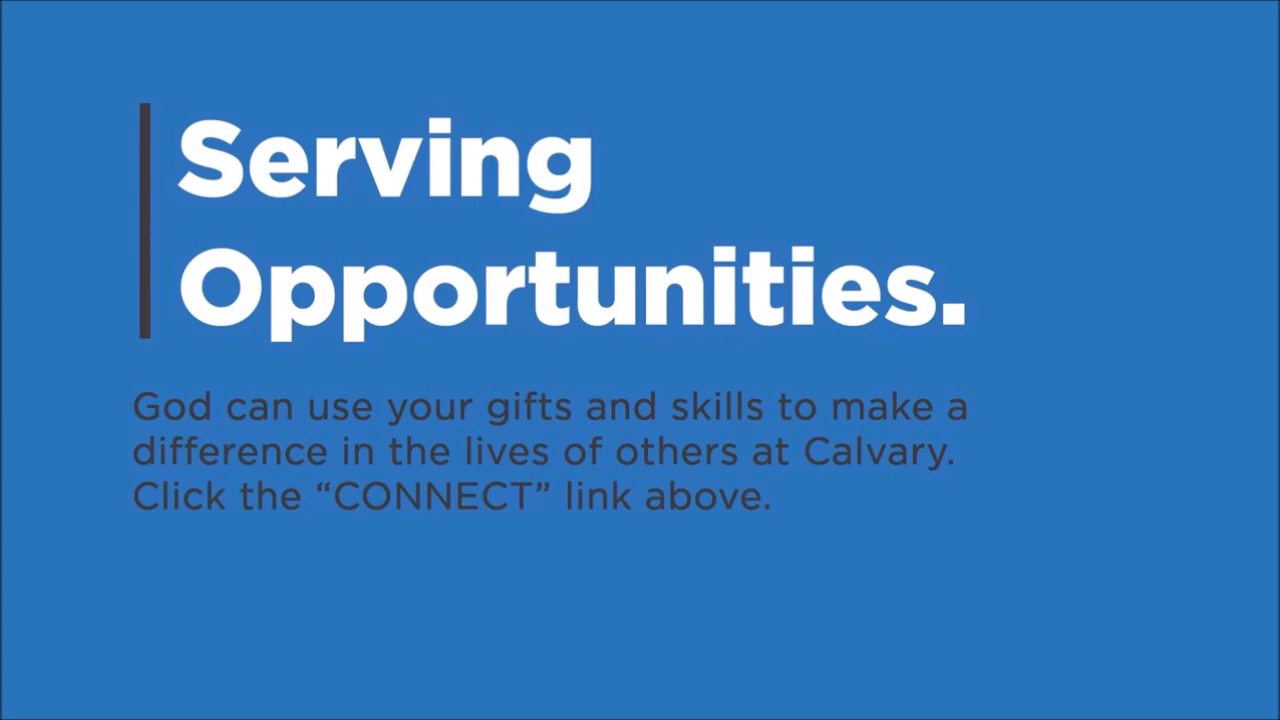 Serving
Opportunities.
God can use your gifts and skills to make a
difference in the lives of others at Calvary.
Click the “CONNECT” link above.